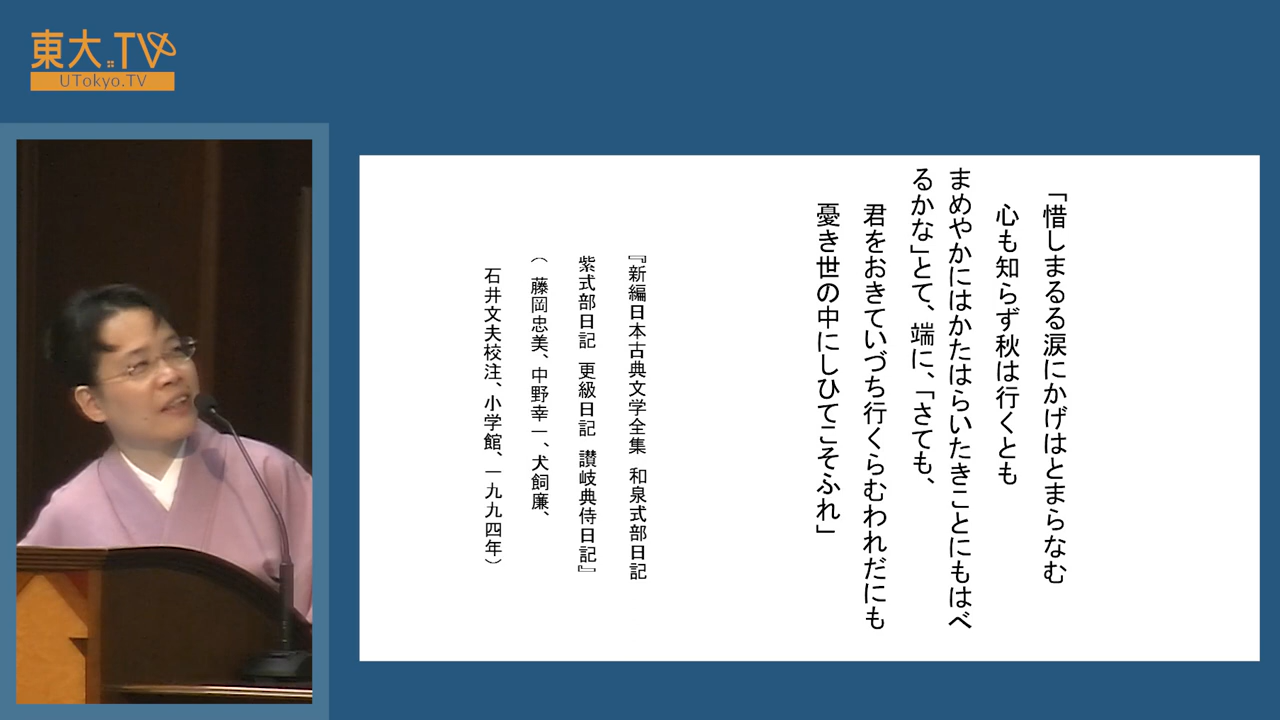 東大TV
UTokyo.TV
「惜しまるる涙にかげはとまらなむ
心も知らず秋は行くとも
まめやかにはかたはらいたきことにもはべ
るかな」とて、端に、「さても、
君をおきていづち行くらむわれだにも
憂き世の中にしひてこそふれ」
『新編日本古典文学全集 和泉式部日記
紫式部日記 更級日記 讃岐典侍日記』
（ 藤岡忠美、中野幸一、犬飼廉、
石井文夫校注、小学館、一九九四年）